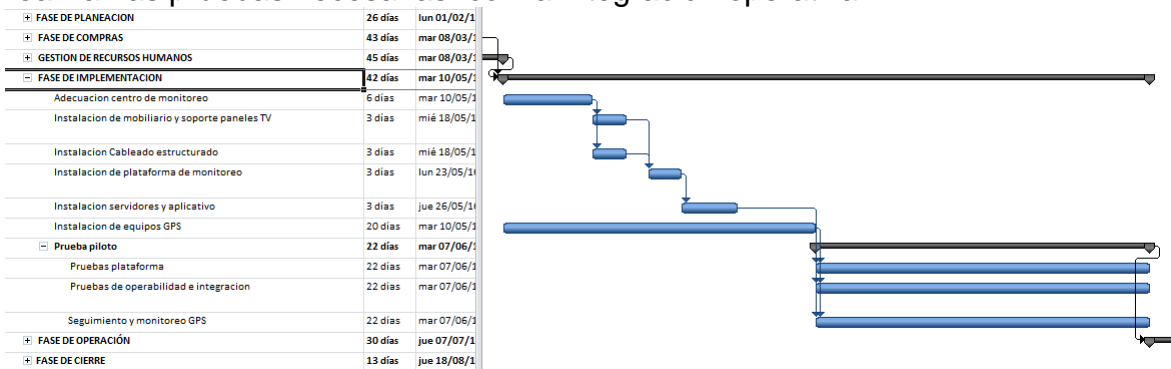 FASE DE PLANEACION 26 días lun 01/02/1
FASE DE COMPRAS 43 días mar 08/03/1
GESTION DE RECURSOS HUMANOS 45 días mar 08/03/1
FASE DE IMPLEMENTACION 42 días mar 10/05/1
Adecuacion centro de monitoreo 6 días mar 10/05/1
Instalacion de mobiliario y soporte paneles TV 3 días mié 18/05/1
Instalacion Cableado estructurado 3 días mié 18/05/1
Instalacion de plataforma de monitoreo 3 días lun 23/05/1
Instalacion servidores y aplicativo 3 días jue 26/05/1
Instalacion de equipos GPS 20 días mar 10/05/1
Prueba piloto 22 días mar 07/06/1
Pruebas plataforma 22 días mar 07/06/1
Pruebas de operabilidad e integracion 22 días mar 07/06/1
Seguimiento y monitoreo GPS 22 días mar 07/06/1
FASE DE OPERACIÓN 30 días jue 07/07/1
FASE DE CIERRE 13 días jue 18/08/1